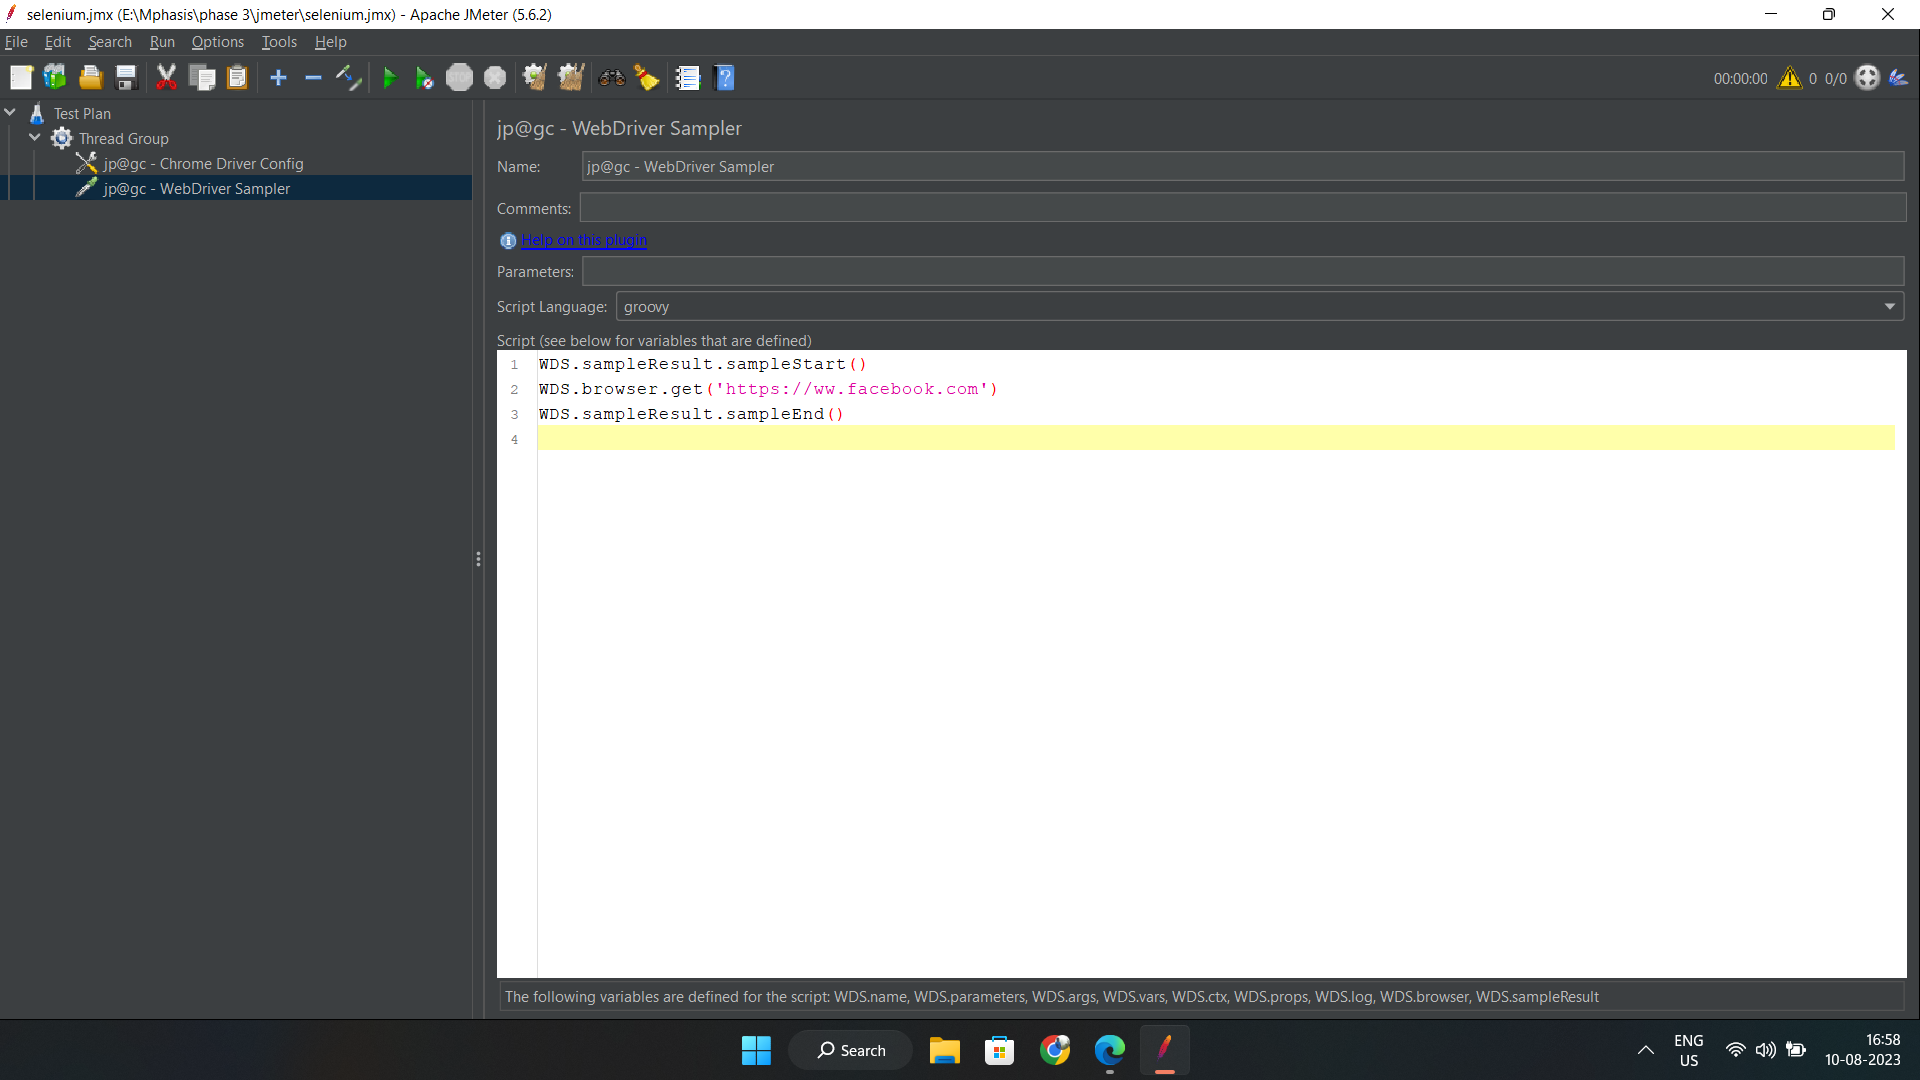 selenium.jmx (E:\Mphasis\phase 3\jmeter\selenium.jmx) - Apache JMeter (5.6.2)
File Edit Search Run Options Tools Help
STOP
00:00:00 0 0/0
Test Plan
Thread Group
jp@gc - Chrome Driver Config
jp@gc - WebDriver Sampler
jp@gc - WebDriver Sampler
Name: jp@gc - WebDriver Sampler
Comments:
Help on this plugin
Parameters:
Script Language: groovy
Script (see below for variables that are defined)
1 WDS.sampleResult.sampleStart()
2 WDS.browser.get('https://ww.facebook.com')
3 WDS.sampleResult.sampleEnd()
4
The following variables are defined for the script: WDS.name, WDS.parameters, WDS.args, WDS.vars, WDS.ctx, WDS.props, WDS.log, WDS.browser, WDS.sampleResult
Search
ENG
US
16:58
10-08-2023